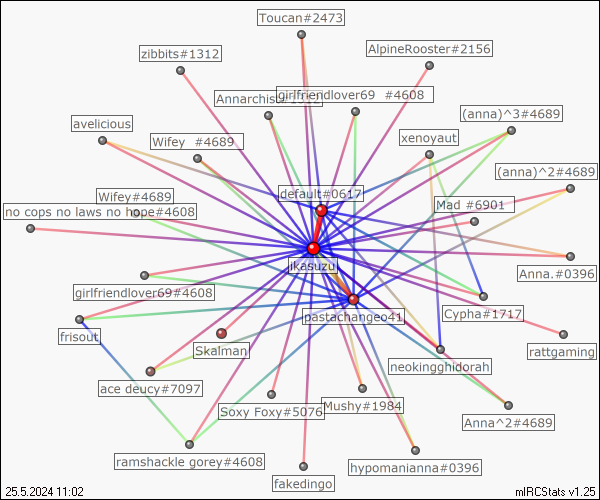 Toucan#2473
zibbits#1312
AlpineRooster#2156
Annarchist#1312
girlfriendlover69 #4608
(anna)^3#4689
avelicious
Wifey #4689
xenoyaut
(anna)^2#4689
default#0617
Wifey#4689
no cops no laws no hope#4608
Mad #6901
jkasuzu
Anna.#0396
girlfriendlover69#4608
pastachangeo41
Cypha#1717
frisout
Skalman
rattgaming
neokingghidorah
ace deucy#7097
Soxy Foxy#5076
Mushy#1984
Anna^2#4689
ramshackle gorey#4608
hypomanianna#0396
fakedingo
25.5.2024 11:02
mIRCStats v1.25